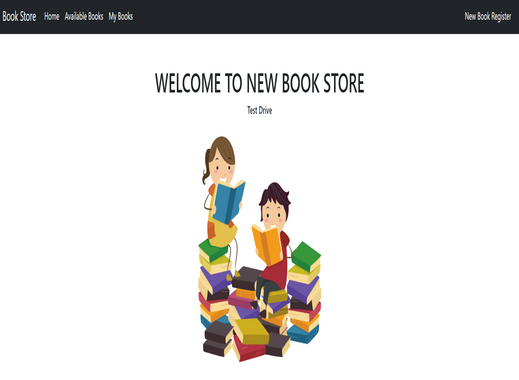 Book Store Home Available Books My Books New Book Register
WELCOME TO NEW BOOK STORE
Test Drive